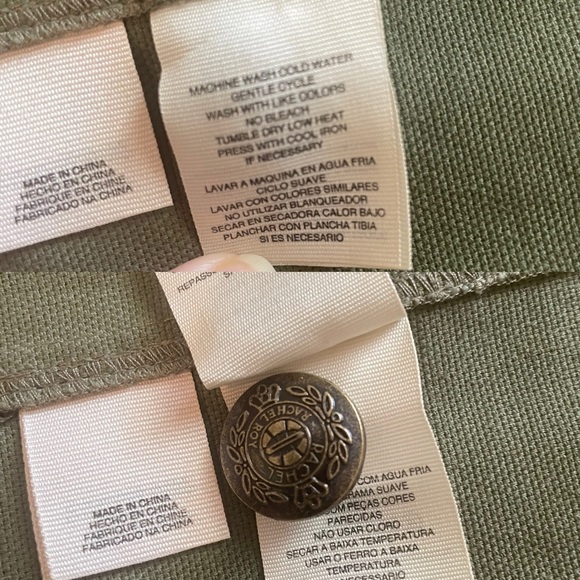 MADE IN CHINA
HECHO EN CHINA
FABRIQUE EN CHINE
FABRICADO NA CHINA
MACHINE WASH COLD WATER
GENTLE CYCLE
WASH WITH LIKE COLORS
NO BLEACH
TUMBLE DRY LOW HEAT
PRESS WITH COOL IRON
IF NECESSARY
LAVAR A MAQUINA EN AGUA FRIA
CICLO SUAVE
LAVAR CON COLORES SIMILARES
NO UTILIZAR BLANQUEADOR
SECAR EN SECADORA CALOR BAJO
PLANCHAR CON PLANCHA TIBIA
SI ES NECESARIO
MADE IN CHINA
HECHO EN CHINA
FABRIQUE EN CHINE
FABRICADO NA CHINA
RACHEL
RACHEL
COM AGUA FRIA
SUAVE
COM PEÇAS CORES
PARECIDAS
NÃO USAR CLORO
SECAR A BAIXA TEMPERATURA
USAR O FERRO A BAIXA
TEMPERATURA